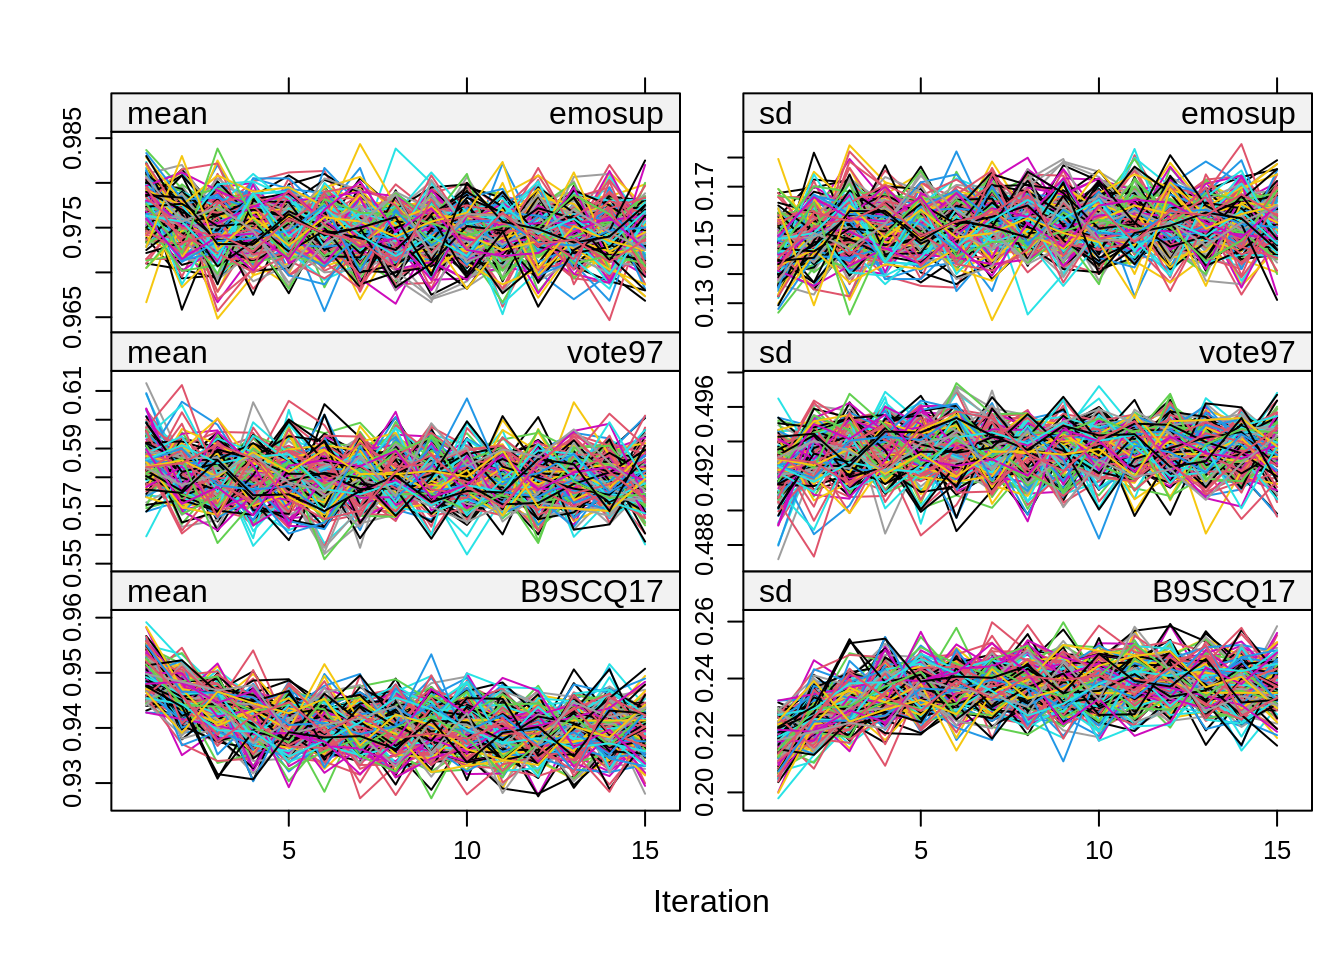 mean emosup sd emosup
0.965 0.975 0.985
0.13 0.15 0.17
mean vote97 sd vote97
0.55 0.57 0.59 0.61
0.488 0.492 0.496
mean B9SCQ17 sd B9SCQ17
0.93 0.94 0.95 0.96
0.20 0.22 0.24 0.26
5 10 15 5 10 15
Iteration